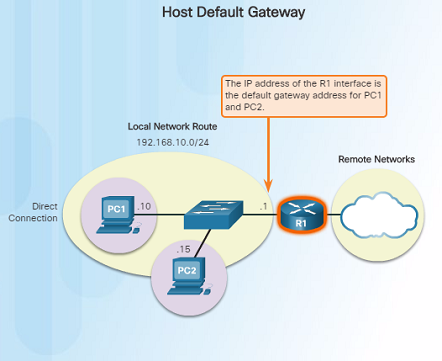 Host Default Gateway
The IP address of the R1 interface is
the default gateway address for PC1
and PC2.
Local Network Route
192.168.10.0/24
Remote Networks
Direct
Connection
PC1
.10
.1
R1
.15
PC2